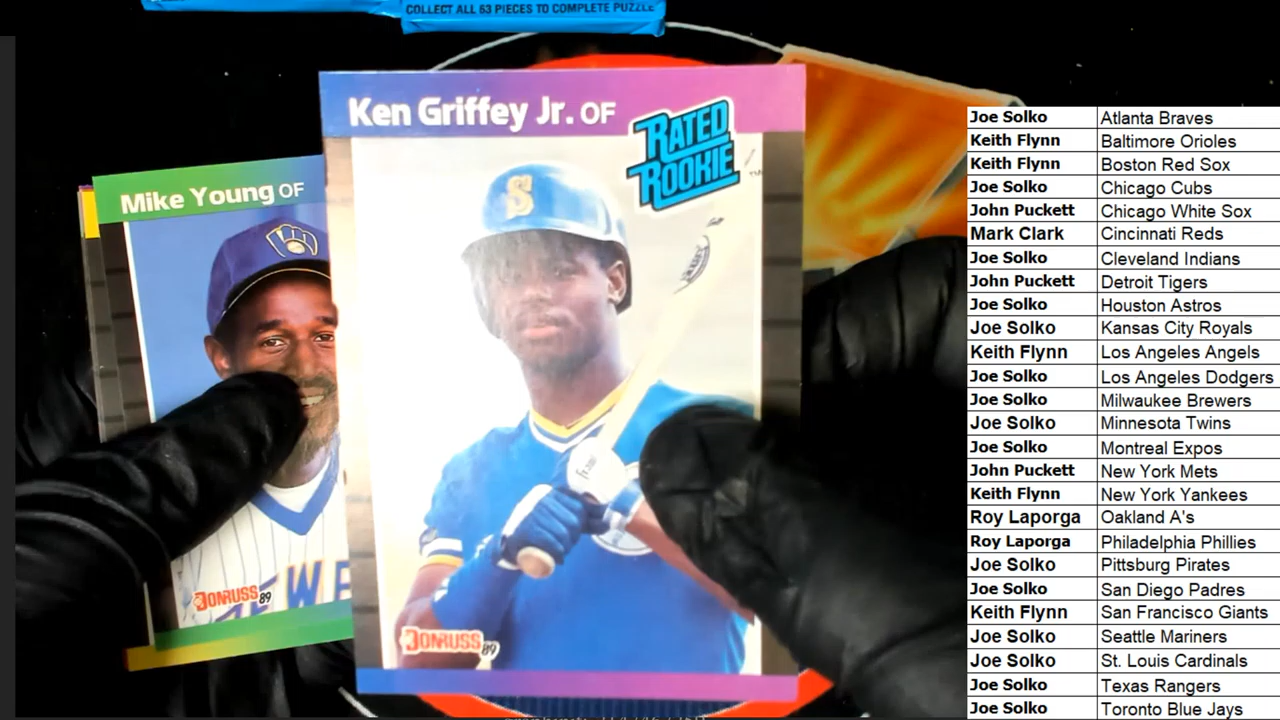 COLLECT ALL 63 PIECES TO COMPLETE PUZZLE
Ken Griffey Jr. OF
RATED
ROOKIE
S
Mike Young OF
DONRUSS 89
DONRUSS 89
Joe Solko Atlanta Braves
Keith Flynn Baltimore Orioles
Keith Flynn Boston Red Sox
Joe Solko Chicago Cubs
John Puckett Chicago White Sox
Mark Clark Cincinnati Reds
Joe Solko Cleveland Indians
John Puckett Detroit Tigers
Joe Solko Houston Astros
Joe Solko Kansas City Royals
Keith Flynn Los Angeles Angels
Joe Solko Los Angeles Dodgers
Joe Solko Milwaukee Brewers
Joe Solko Minnesota Twins
Joe Solko Montreal Expos
John Puckett New York Mets
Keith Flynn New York Yankees
Roy Laporga Oakland A's
Roy Laporga Philadelphia Phillies
Joe Solko Pittsburg Pirates
Joe Solko San Diego Padres
Keith Flynn San Francisco Giants
Joe Solko Seattle Mariners
Joe Solko St. Louis Cardinals
Joe Solko Texas Rangers
Joe Solko Toronto Blue Jays